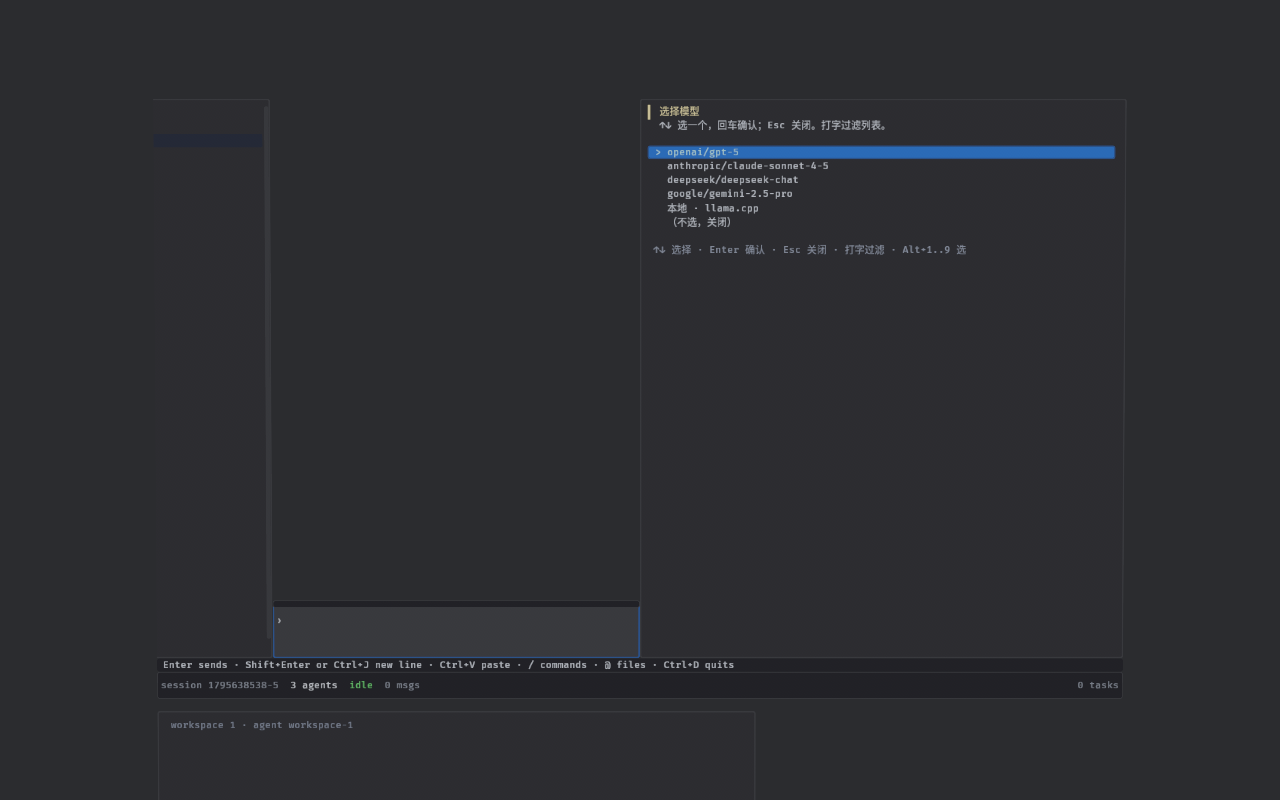 选择模型
↑↓ 选一个，回车确认；Esc 关闭。打字过滤列表。
> openai/gpt-5
anthropic/claude-sonnet-4-5
deepseek/deepseek-chat
google/gemini-2.5-pro
本地 · llama.cpp
（不选，关闭）
↑↓ 选择 · Enter 确认 · Esc 关闭 · 打字过滤 · Alt+1..9 选
›
Enter sends · Shift+Enter or Ctrl+J new line · Ctrl+V paste · / commands · @ files · Ctrl+D quits
session 1795638538-5 3 agents idle 0 msgs 0 tasks
workspace 1 · agent workspace-1